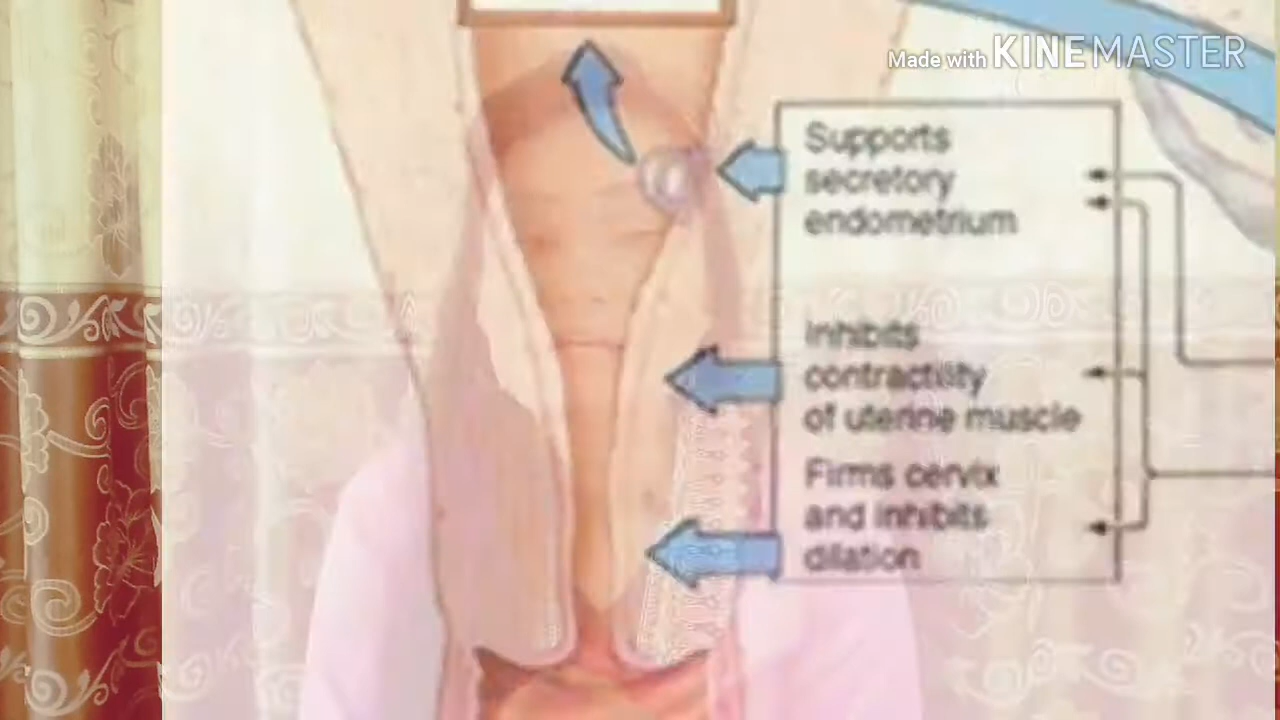 Made with KINEMASTER
Supports
secretory
endometrium
Inhibits
contractility
of uterine muscle
Firms cervix
and inhibits
dilation